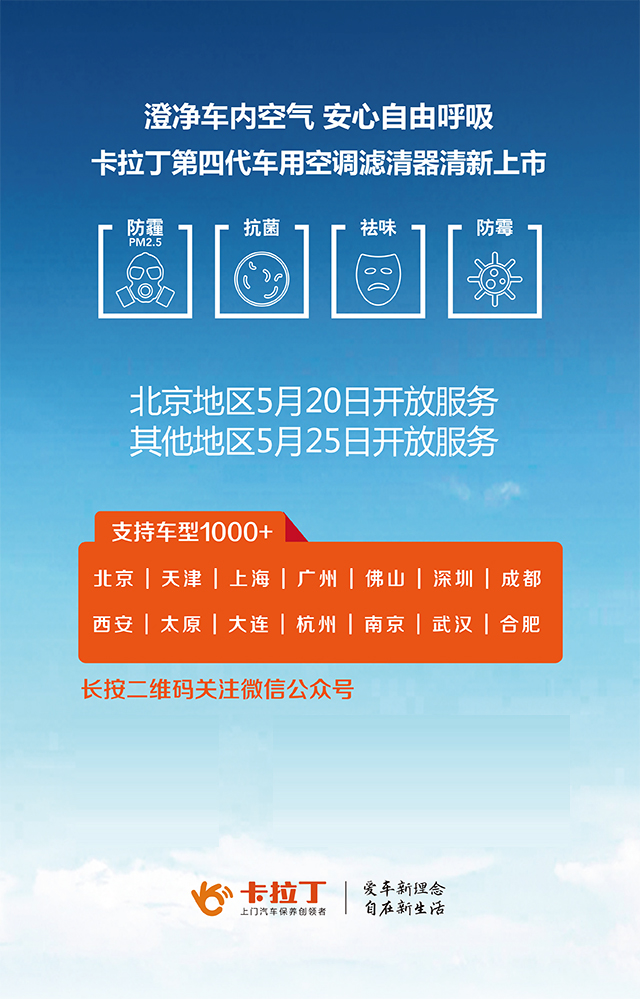 澄净车内空气 安心自由呼吸
卡拉丁第四代车用空调滤清器清新上市
防霾 抗菌 祛味 防霉
PM2.5
北京地区5月20日开放服务
其他地区5月25日开放服务
支持车型1000+
北京 | 天津 | 上海 | 广州 | 佛山 | 深圳 | 成都
西安 | 太原 | 大连 | 杭州 | 南京 | 武汉 | 合肥
长按二维码关注微信公众号
卡拉丁
上门汽车保养创领者
爱车新理念
自在新生活